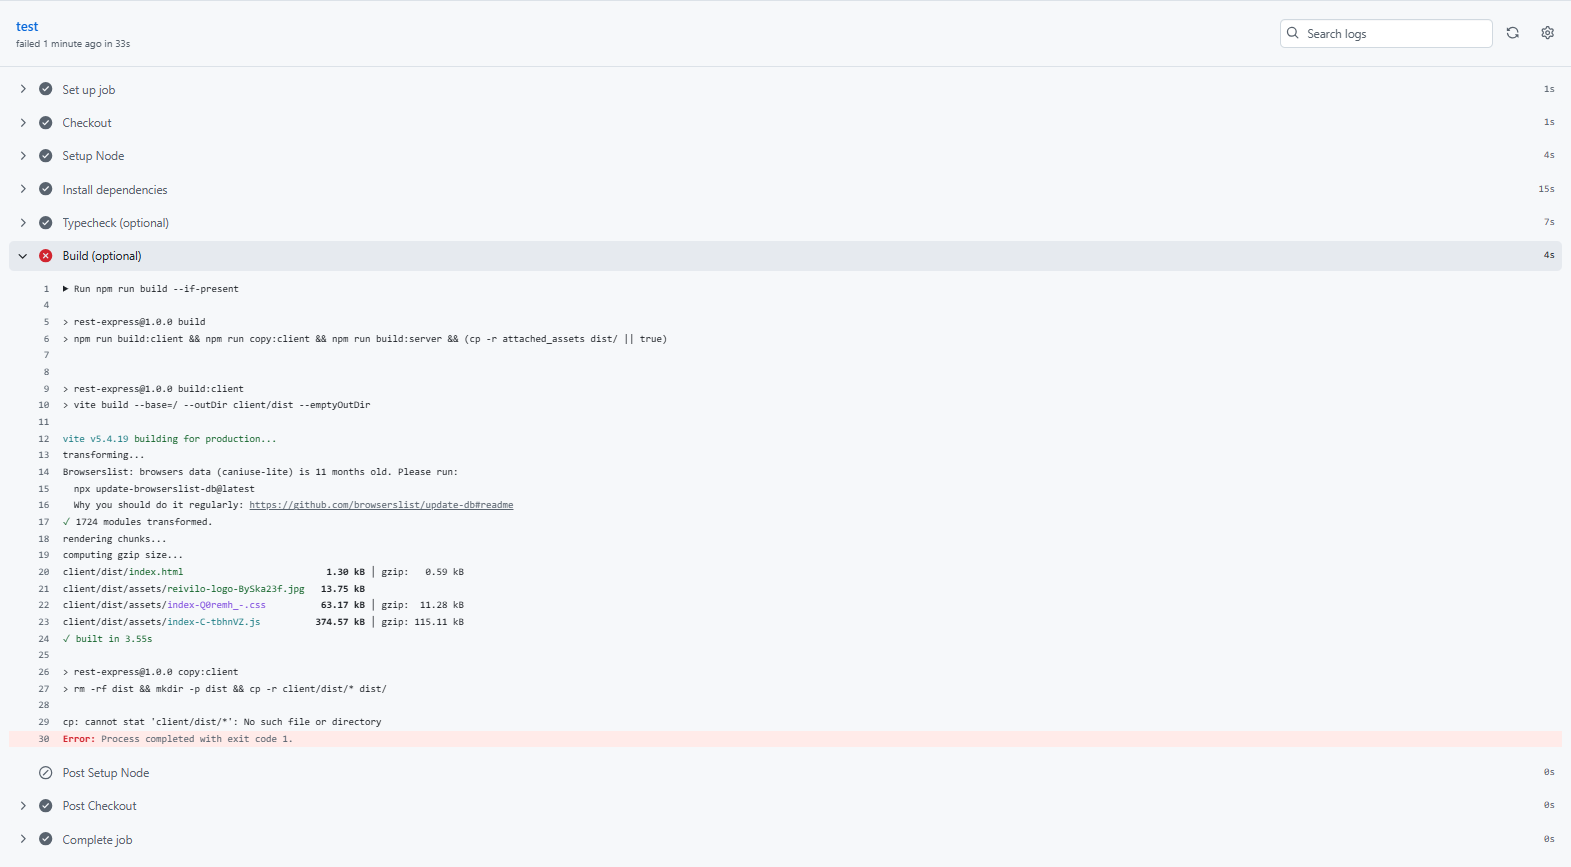 test
failed 1 minute ago in 33s
Search logs
Set up job 1s
Checkout 1s
Setup Node 4s
Install dependencies 15s
Typecheck (optional) 7s
Build (optional) 4s
1 ▶ Run npm run build --if-present
4
5 > rest-express@1.0.0 build
6 > npm run build:client && npm run copy:client && npm run build:server && (cp -r attached_assets dist/ || true)
7
8
9 > rest-express@1.0.0 build:client
10 > vite build --base=/ --outDir client/dist --emptyOutDir
11
12 vite v5.4.19 building for production...
13 transforming...
14 Browserslist: browsers data (caniuse-lite) is 11 months old. Please run:
15 npx update-browserslist-db@latest
16 Why you should do it regularly: https://github.com/browserslist/update-db#readme
17 ✓ 1724 modules transformed.
18 rendering chunks...
19 computing gzip size...
20 client/dist/index.html 1.30 kB │ gzip: 0.59 kB
21 client/dist/assets/reivilo-logo-BySka23f.jpg 13.75 kB
22 client/dist/assets/index-Q0remh_-.css 63.17 kB │ gzip: 11.28 kB
23 client/dist/assets/index-C-tbhnVZ.js 374.57 kB │ gzip: 115.11 kB
24 ✓ built in 3.55s
25
26 > rest-express@1.0.0 copy:client
27 > rm -rf dist && mkdir -p dist && cp -r client/dist/* dist/
28
29 cp: cannot stat 'client/dist/*': No such file or directory
30 Error: Process completed with exit code 1.
Post Setup Node 0s
Post Checkout 0s
Complete job 0s